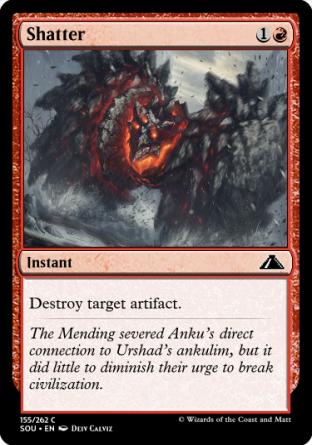 Shatter 1
Instant
Destroy target artifact.
The Mending severed Anku's direct
connection to Urshad's ankulim, but it
did little to diminish their urge to break
civilization.
155/262 C
SOU • EN Deiv Calviz
© Wizards of the Coast and Matt